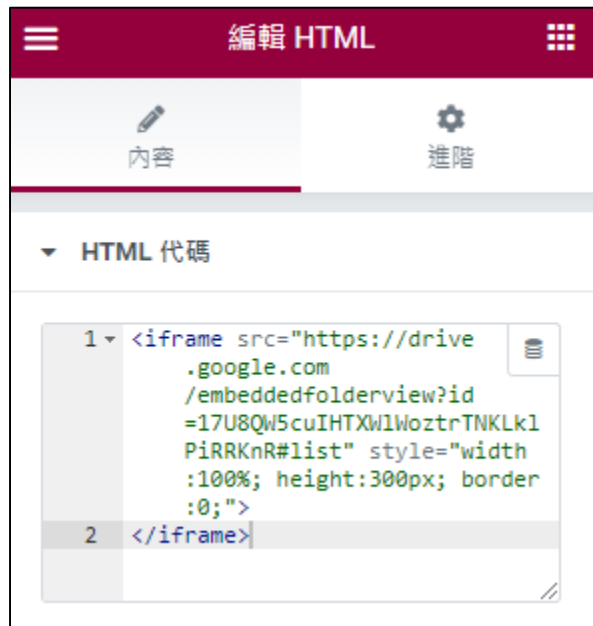 編輯 HTML
內容
進階
HTML 代碼
1 <iframe src="https://drive
.google.com
/embeddedfolderview?id
=17U8QW5cuIHTXWlWoztrTNKLkl
PiRRKnR#list" style="width
:100%; height:300px; border
:0;">
2 </iframe>